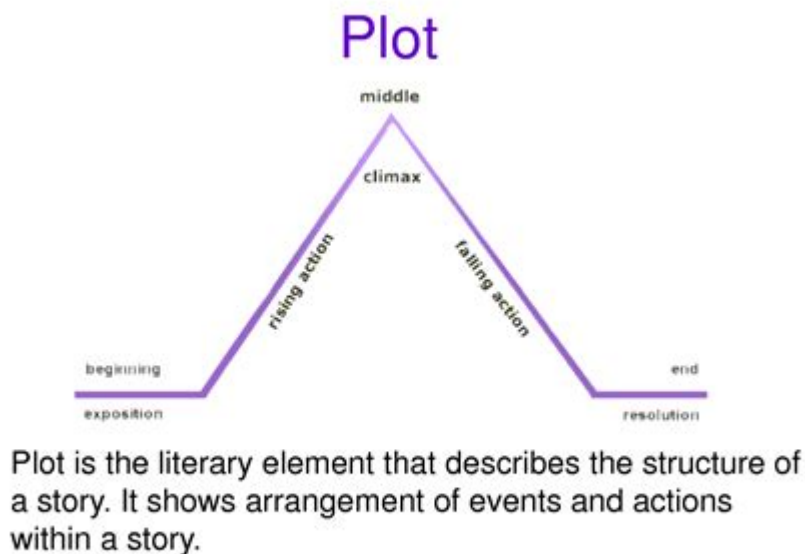 Plot
middle
climax
rising action
falling action
beginning
end
exposition
resolution
Plot is the literary element that describes the structure of
a story. It shows arrangement of events and actions
within a story.